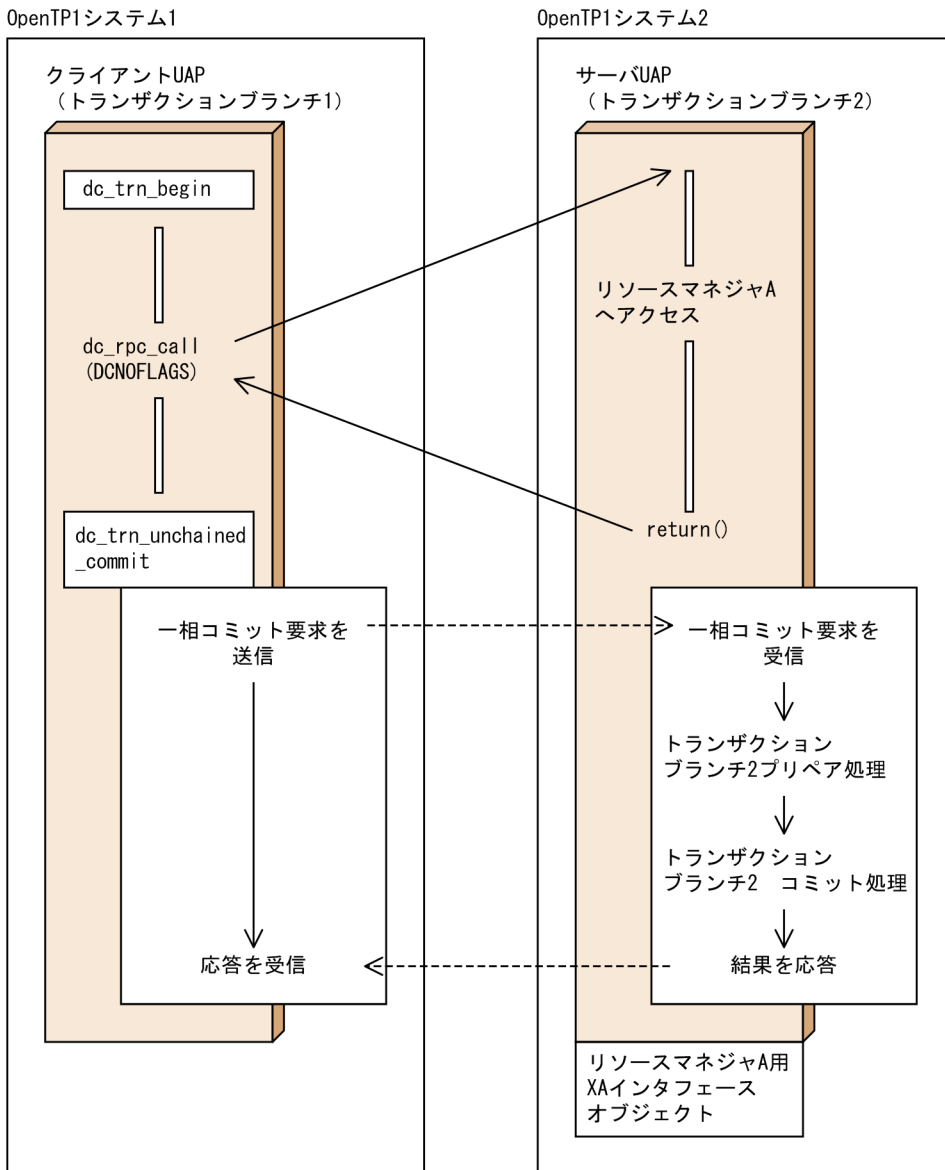 OpenTP1システム1
クライアントUAP
（トランザクションブランチ1）
dc_trn_begin
dc_rpc_call
(DCNOFLAGS)
dc_trn_unchained
_commit
一相コミット要求を
送信
応答を受信
OpenTP1システム2
サーバUAP
（トランザクションブランチ2）
リソースマネジャA
へアクセス
return()
一相コミット要求を
受信
トランザクション
ブランチ2プリペア処理
トランザクション
ブランチ2　コミット処理
結果を応答
リソースマネジャA用
XAインタフェース
オブジェクト